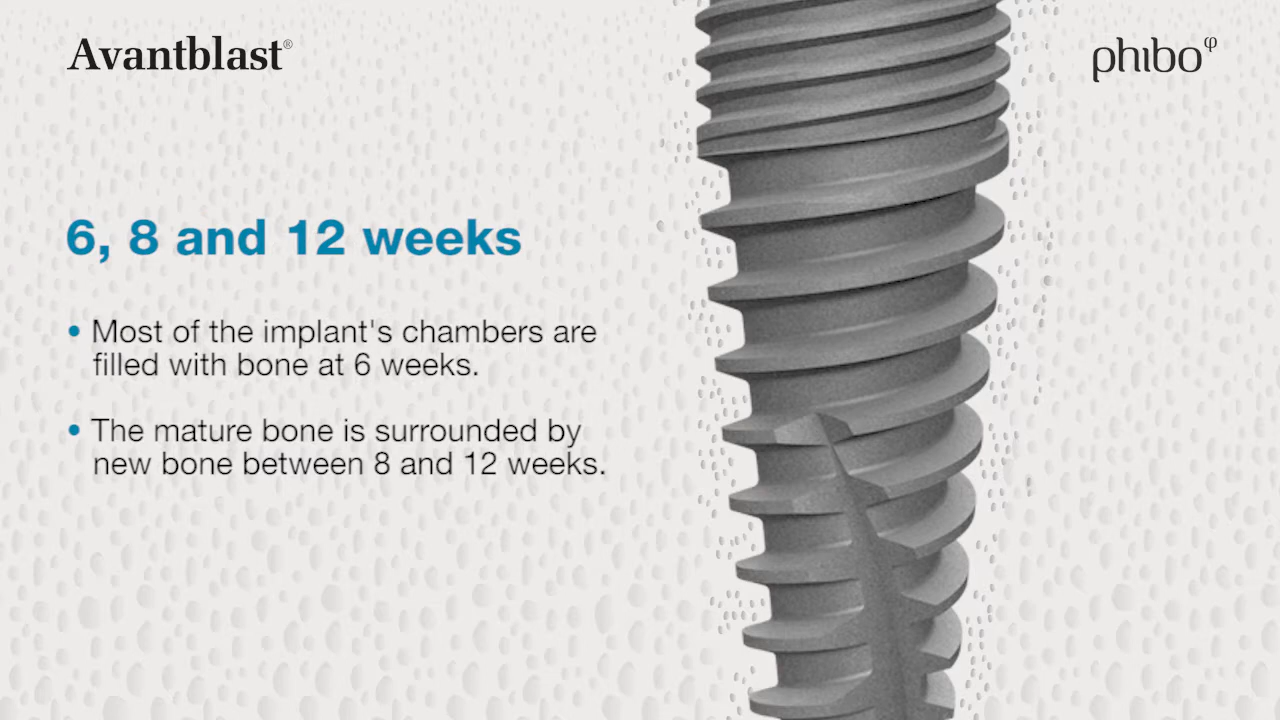 Avantblast®
phibo φ
6, 8 and 12 weeks
• Most of the implant's chambers are
filled with bone at 6 weeks.
• The mature bone is surrounded by
new bone between 8 and 12 weeks.